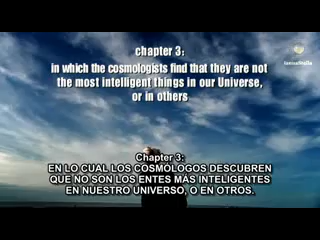 chapter 3:
in which the cosmologists find that they are not
the most intelligent things in our Universe,
or in others
Chapter 3:
EN LO CUAL LOS COSMÓLOGOS DESCUBREN
QUE NO SON LOS ENTES MÁS INTELIGENTES
EN NUESTRO UNIVERSO, O EN OTROS.